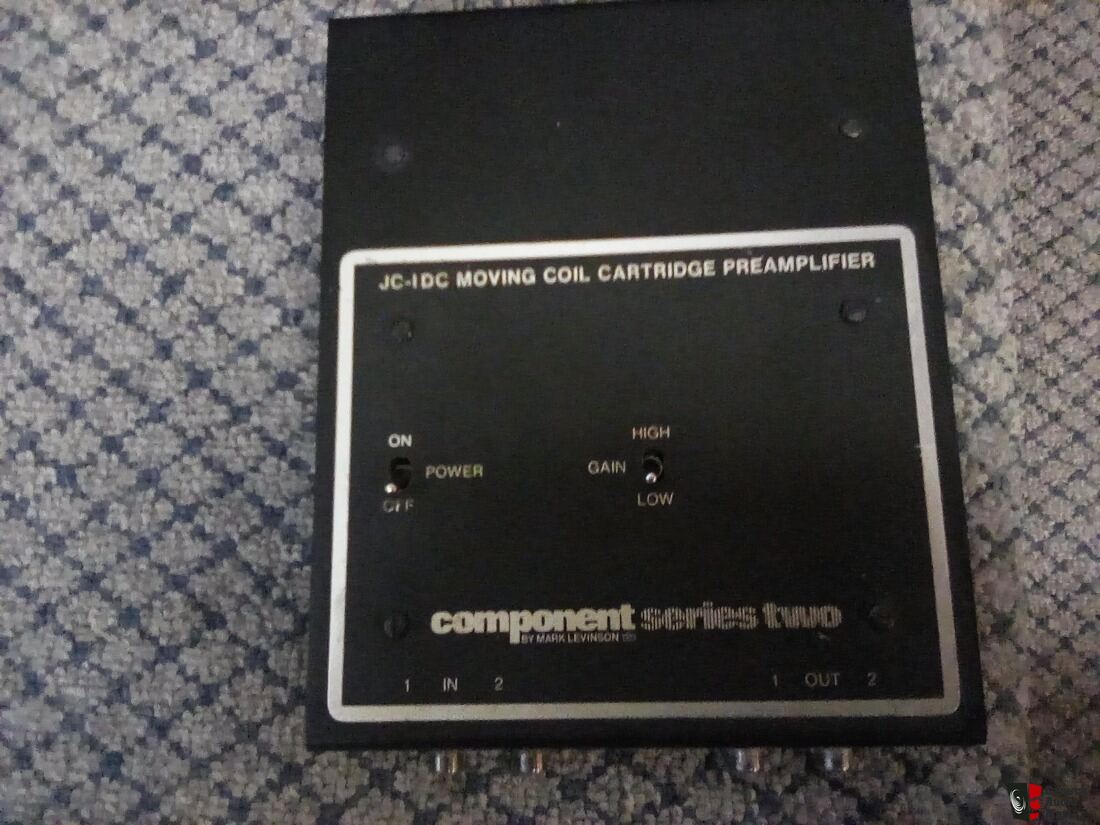 JC-1DC MOVING COIL CARTRIDGE PREAMPLIFIER
ON
POWER
OFF
HIGH
GAIN
LOW
component series two
BY MARK LEVINSON
1 IN 2
1 OUT 2